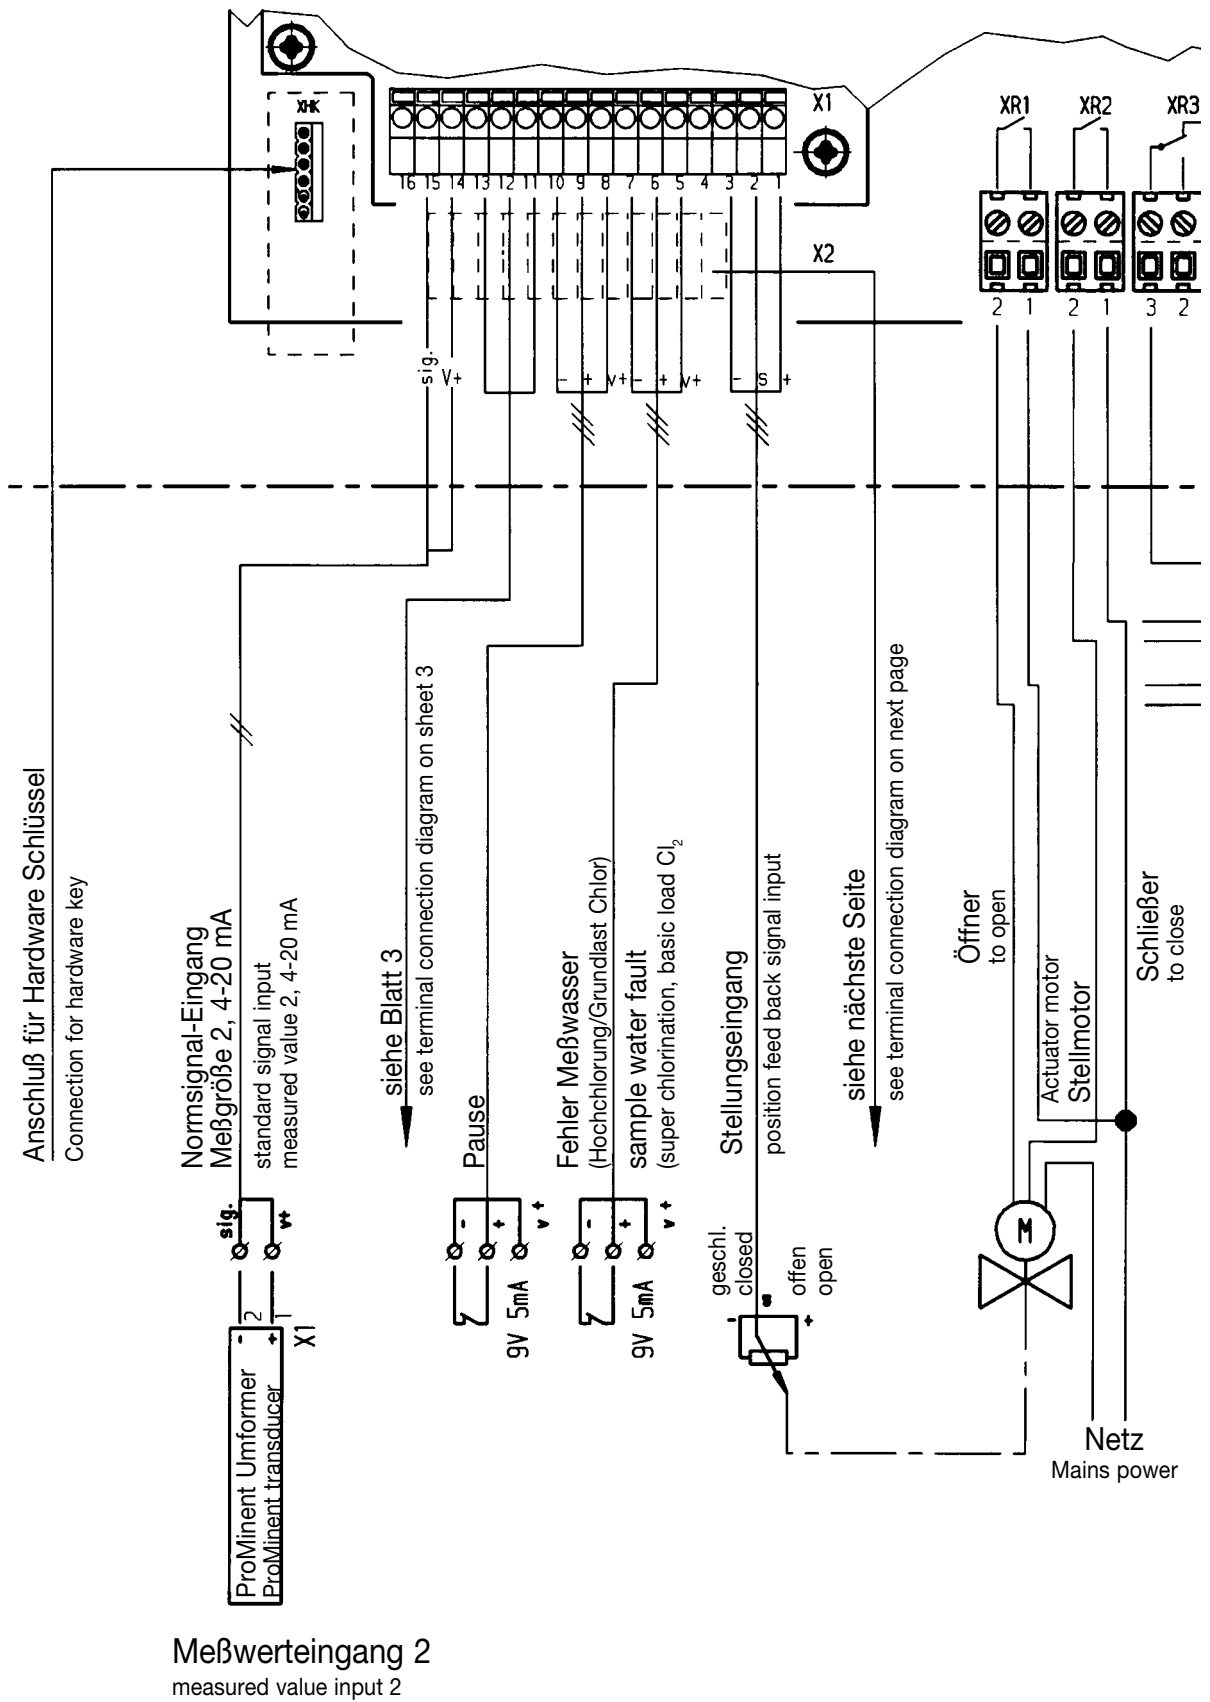 XHK
X1
XR1 XR2 XR3
16 15 14 13 12 11 10 9 8 7 6 5 4 3 2 1
X2
2 1 2 1 3 2
sig. V+
- + V+ - + V+
- S +
Anschluß für Hardware Schlüssel
Connection for hardware key
Normsignal-Eingang
Meßgröße 2, 4-20 mA
standard signal input
measured value 2, 4-20 mA
siehe Blatt 3
see terminal connection diagram on sheet 3
Pause
Fehler Meßwasser
(Hochchlorung/Grundlast Chlor)
sample water fault
(super chlorination, basic load Cl₂
Stellungseingang
position feed back signal input
siehe nächste Seite
see terminal connection diagram on next page
Öffner
to open
Actuator motor
Stellmotor
Schließer
to close
sig.
v+
- + v +
9V 5mA
- + v +
9V 5mA
geschl.
closed
offen
open
- s +
M
2
1
- +
X1
ProMinent Umformer
ProMinent transducer
Netz
Mains power
Meßwerteingang 2
measured value input 2